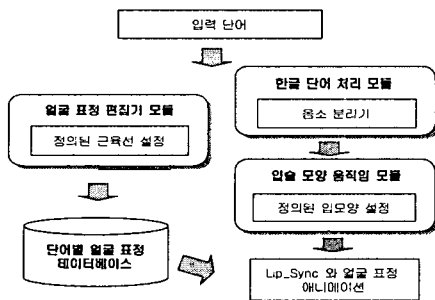 입력 단어
얼굴 표정 편집기 모듈
정의된 근육선 설정
단어별 얼굴 표정
데이터베이스
한글 단어 처리 모듈
음소 분리기
입술 모양 움직임 모듈
정의된 입모양 설정
Lip_Sync 와 얼굴 표정
애니메이션